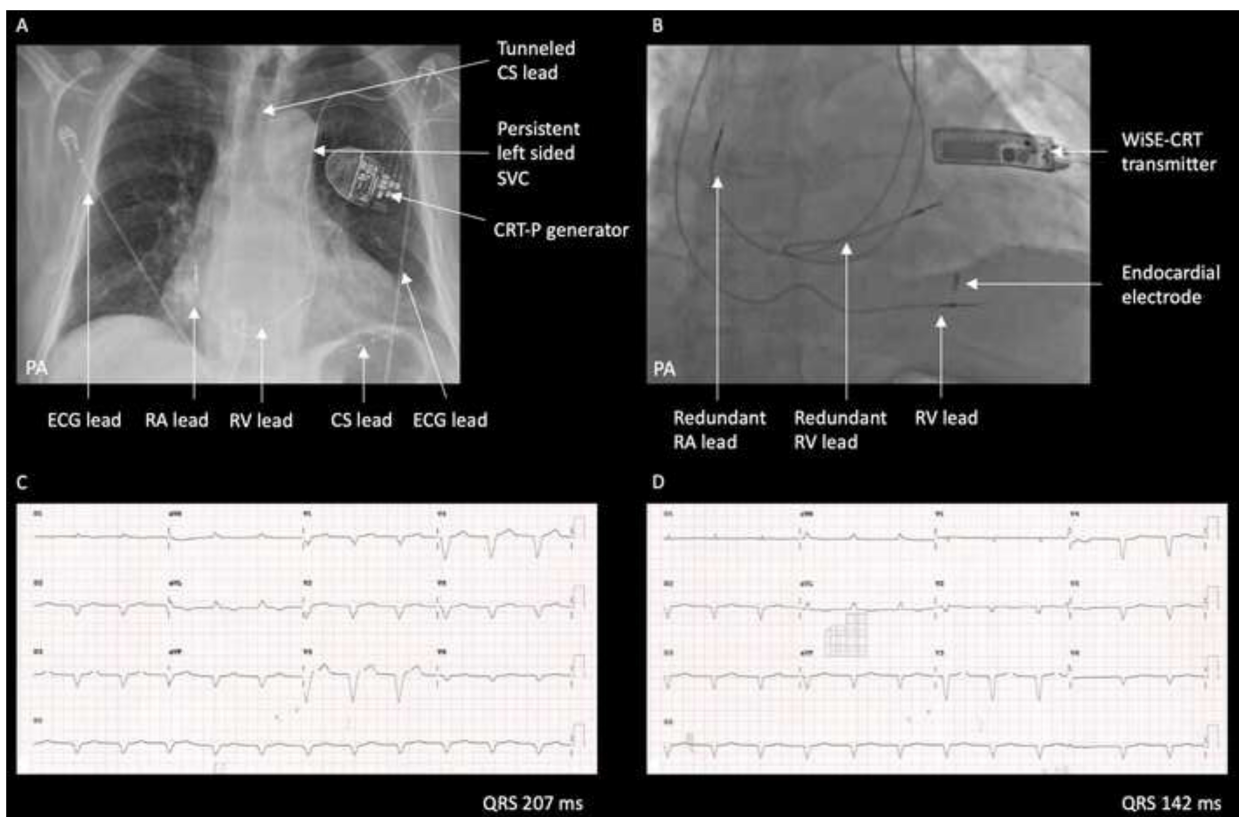 A
Tunneled
CS lead
Persistent
left sided
SVC
CRT-P generator
PA
ECG lead
RA lead
RV lead
CS lead
ECG lead
B
WiSE-CRT
transmitter
Endocardial
electrode
PA
Redundant
RA lead
Redundant
RV lead
RV lead
C
QRS 207 ms
D
QRS 142 ms